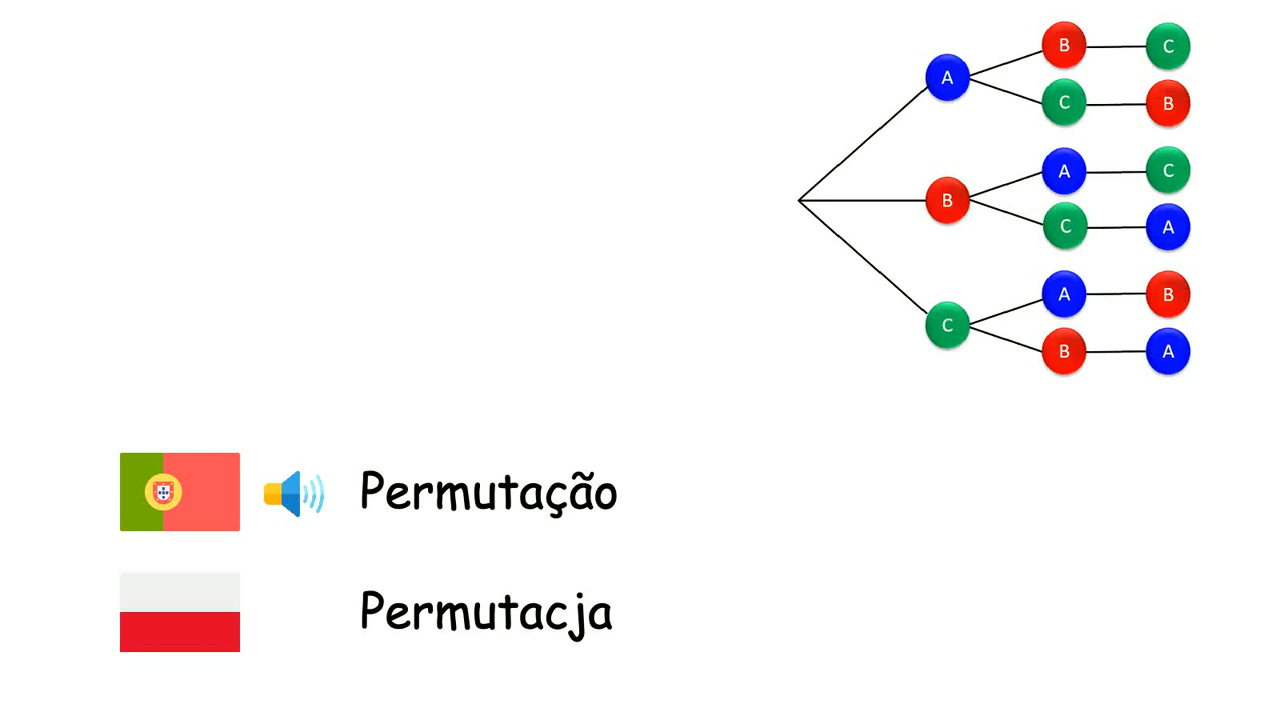 A B C
C B
B A C
C A
C A B
B A
Permutação
Permutacja